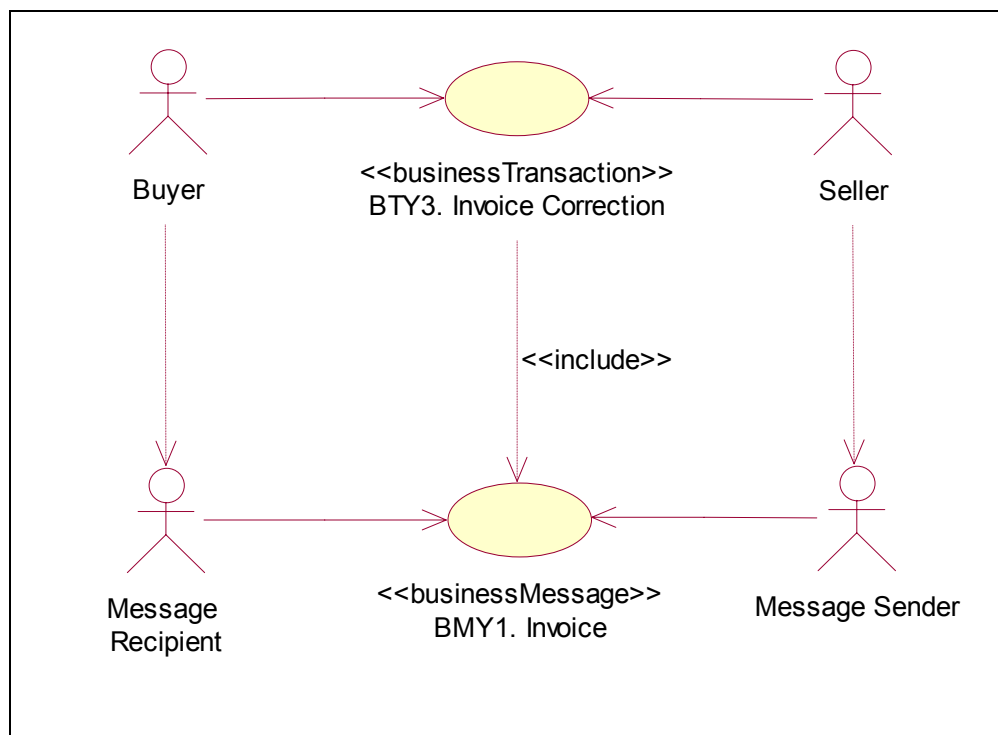 Buyer
<<businessTransaction>>
BTY3. Invoice Correction
Seller
<<include>>
Message
Recipient
<<businessMessage>>
BMY1. Invoice
Message Sender